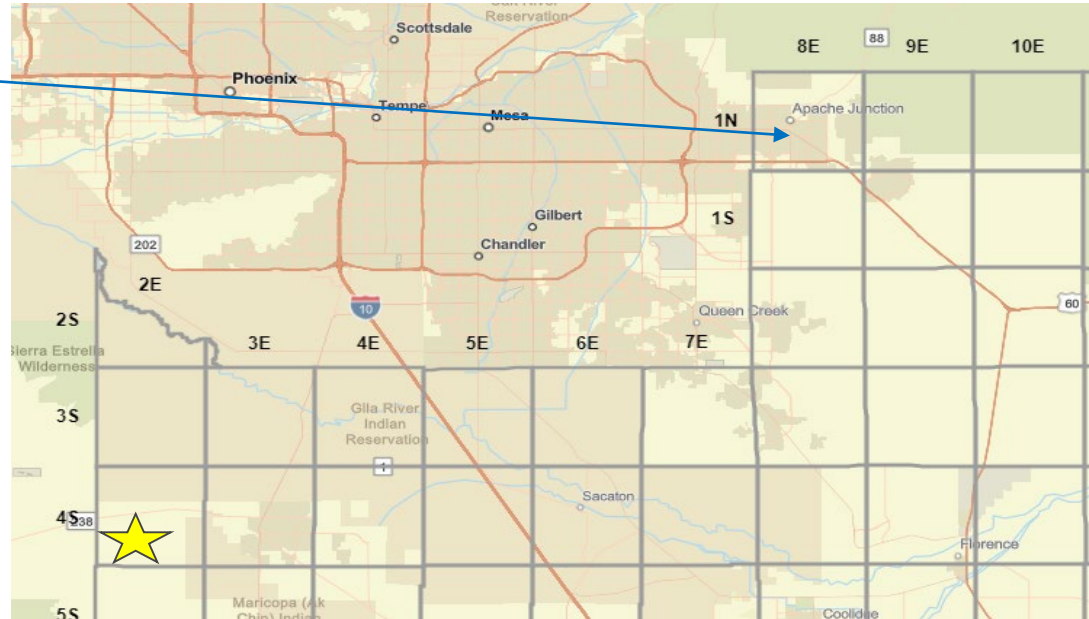 Reservation
Scottsdale
8E
88
9E
10E
Phoenix
Tempe
Mesa
1N
Apache Junction
1S
Gilbert
Chandler
202
2E
10
60
2S
Queen Creek
3E
4E
5E
6E
7E
Sierra Estrella
Wilderness
3S
Gila River
Indian
Reservation
1
Sacaton
4S
238
Florence
5S
Maricopa (Ak
Chin) Indian
Coolidge